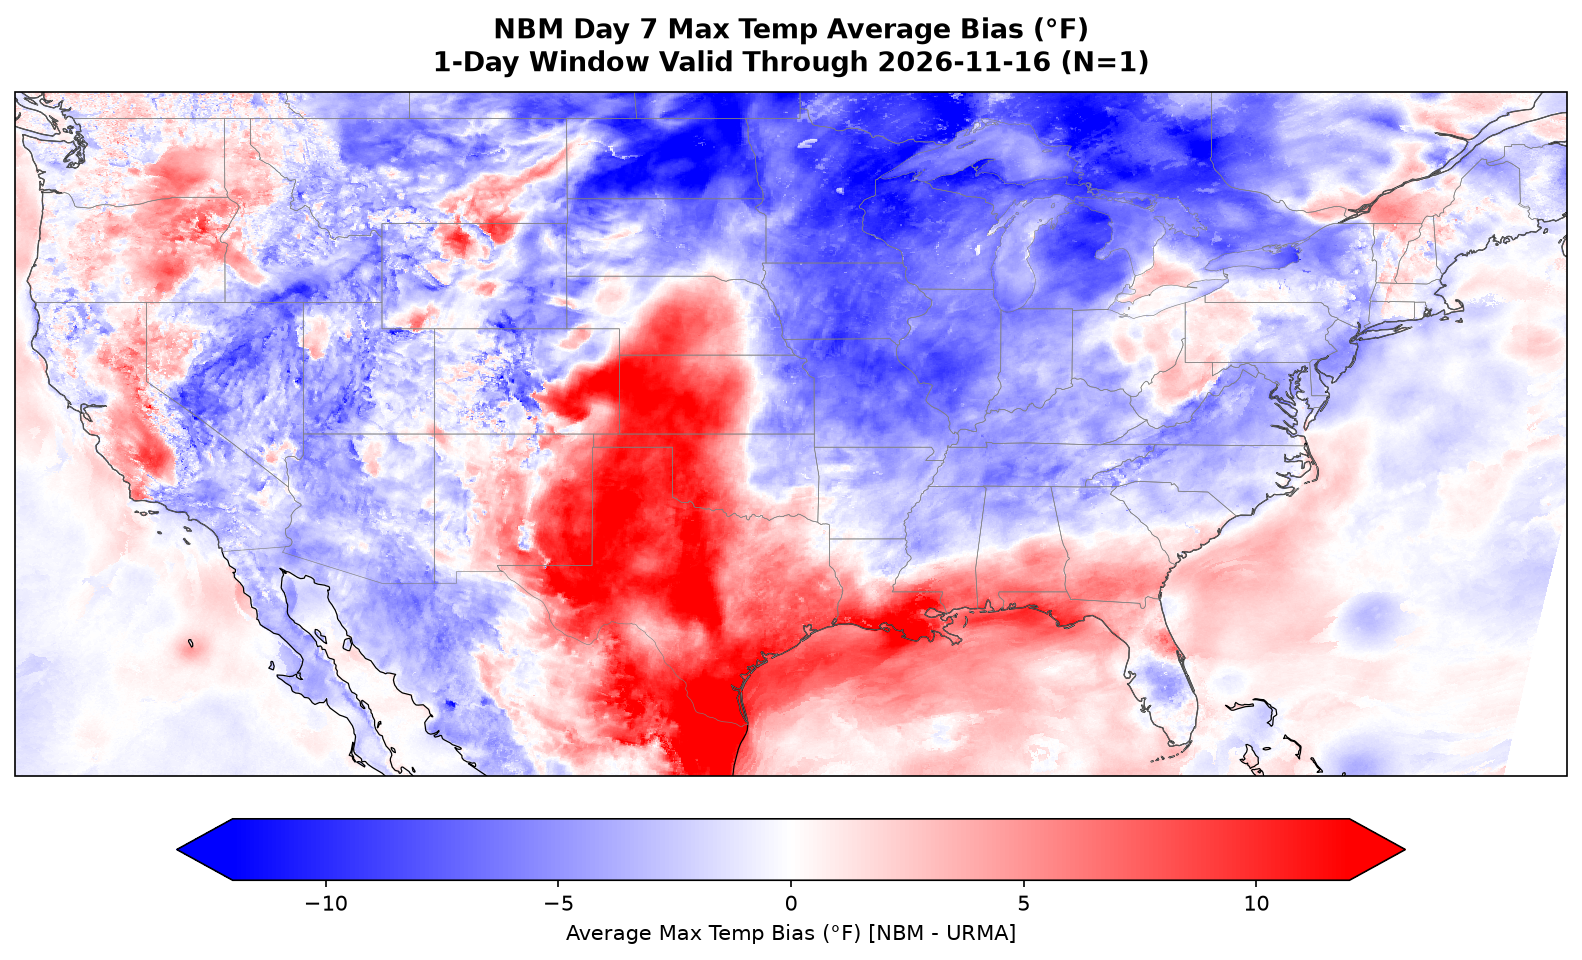 NBM Day 7 Max Temp Average Bias (°F)
1-Day Window Valid Through 2026-11-16 (N=1)
−10 −5 0 5 10
Average Max Temp Bias (°F) [NBM - URMA]